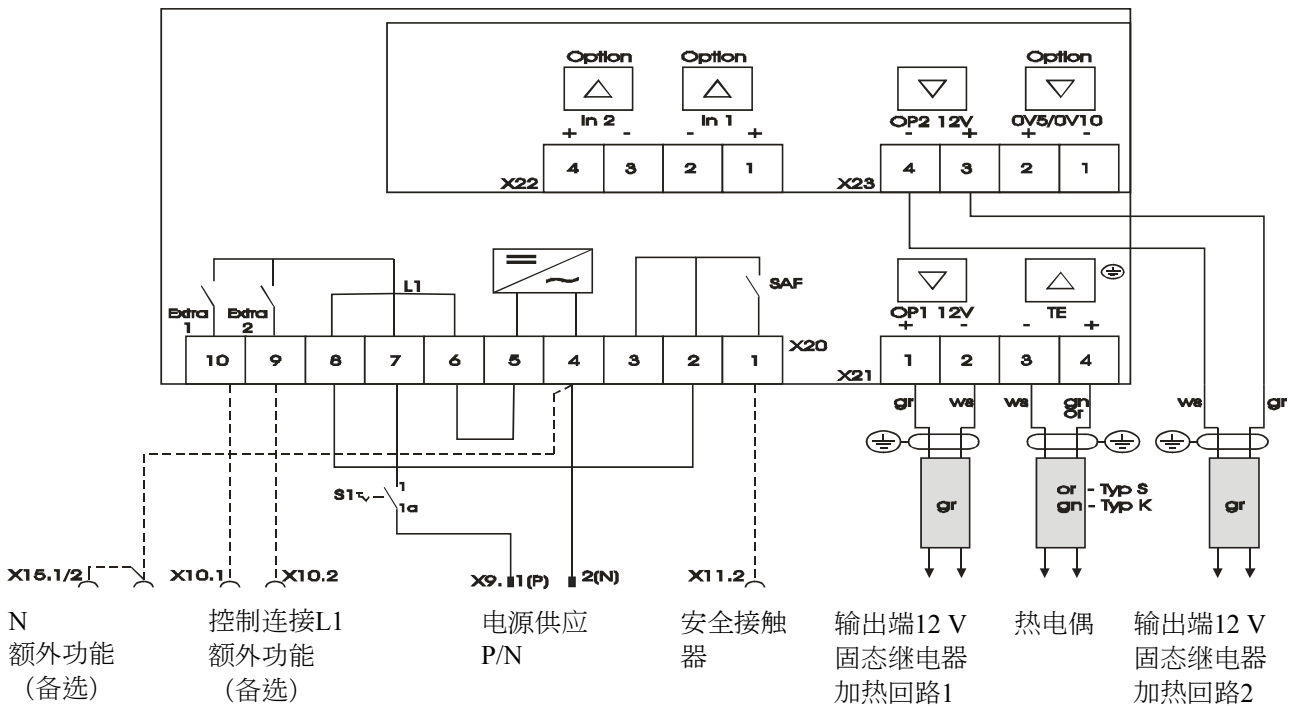 Option Option Option
In 2 In 1 OP2 12V 0V5/0V10
+ - - + - + + -
X22 4 3 2 1 X23 4 3 2 1
L1 SAF
Extra 1 Extra 2 OP1 12V TE
+ - - +
10 9 8 7 6 5 4 3 2 1 X20 X21 1 2 3 4
gr ws ws gn or ws gr
S1 1
1a
gr or - Typ S gr
gn - Typ K
X15.1/2 X10.1 X10.2 X9. 1(P) 2(N) X11.2
N
额外功能
（备选）
控制连接L1
额外功能
（备选）
电源供应
P/N
安全接触
器
输出端12 V
固态继电器
加热回路1
热电偶
输出端12 V
固态继电器
加热回路2